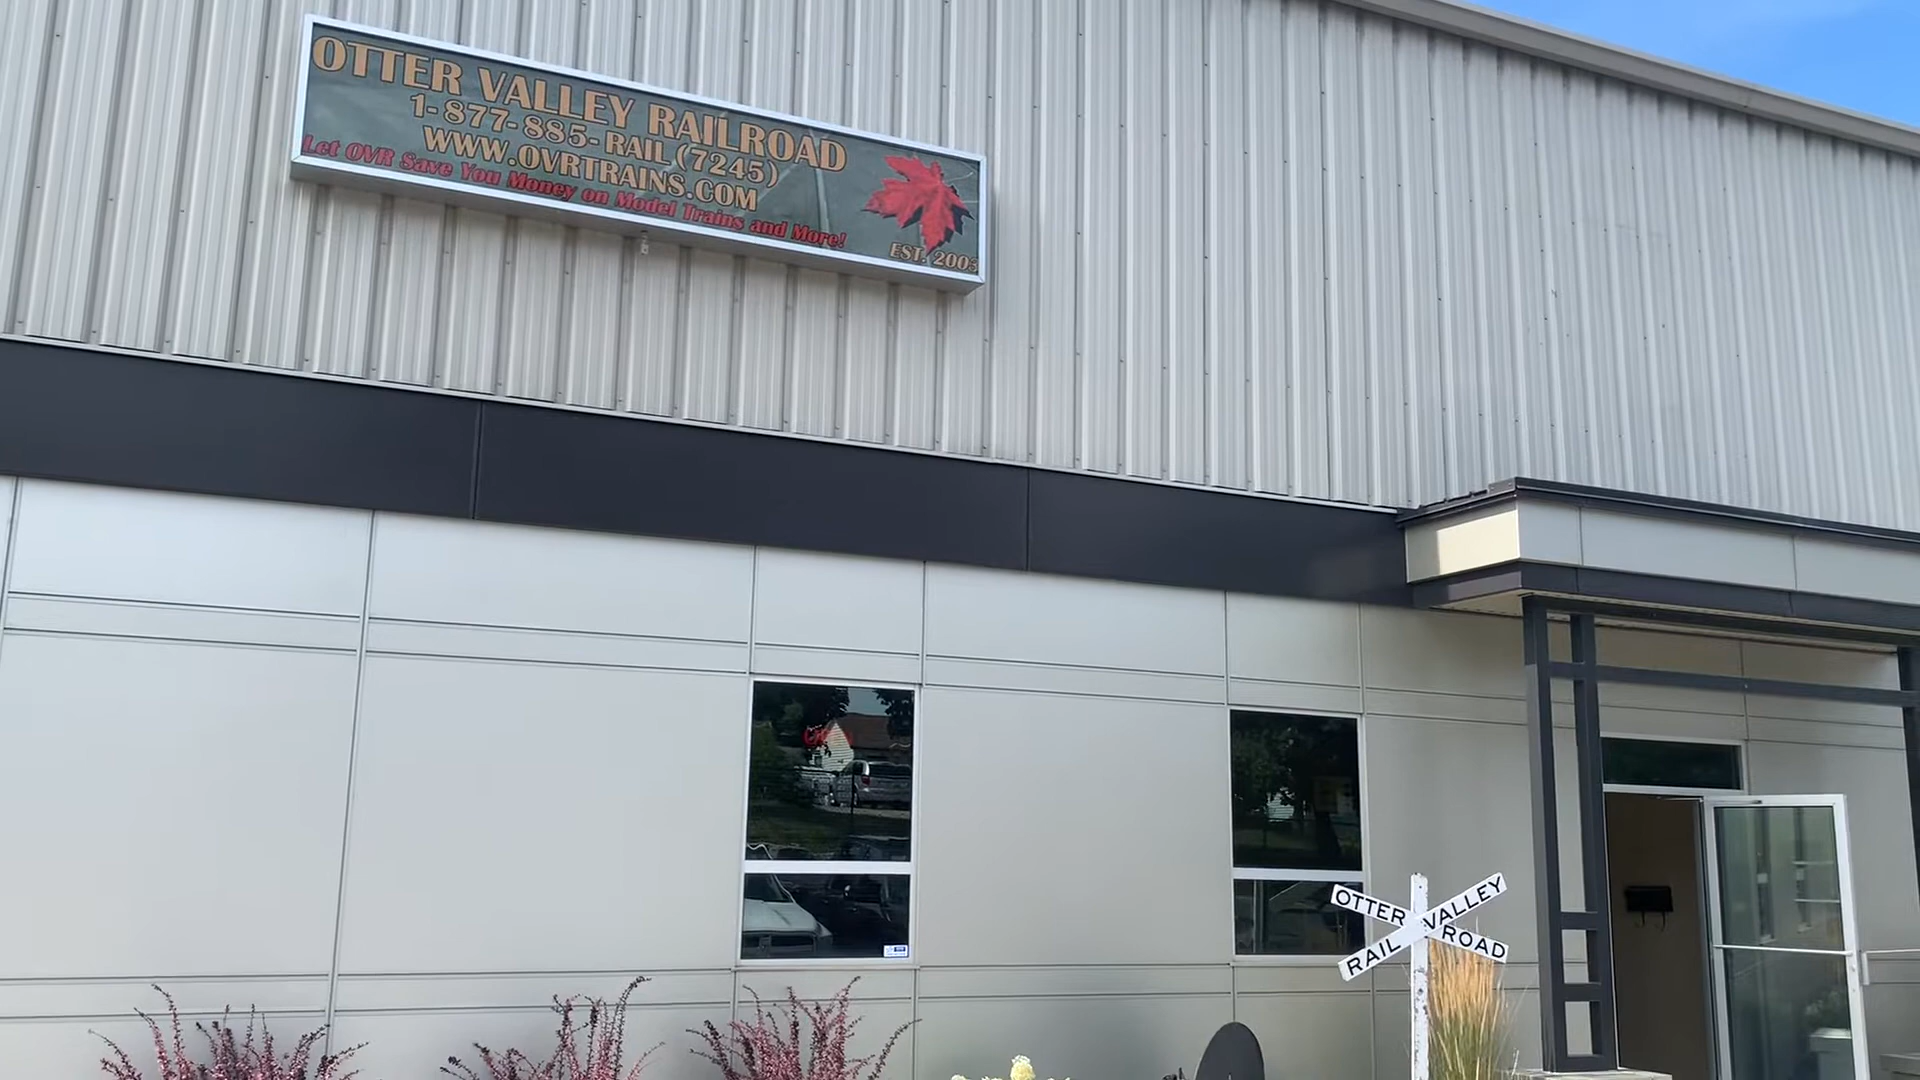 OTTER VALLEY RAILROAD
1-877-885-RAIL (7245)
WWW.OVRTRAINS.COM
Let OVR Save You Money on Model Trains and More!
EST. 2005
OTTER VALLEY
RAIL ROAD